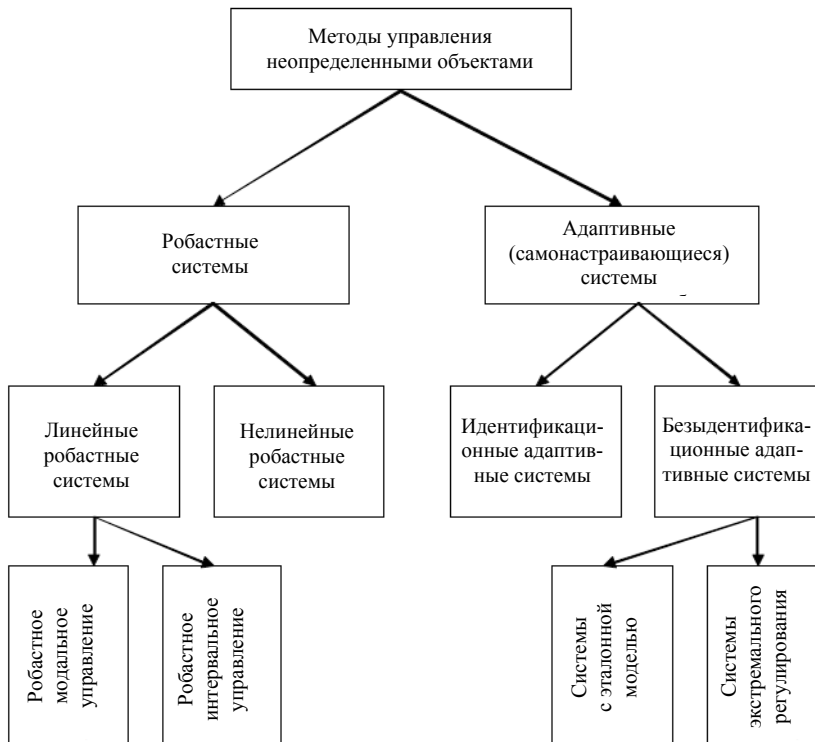 Методы управления
неопределенными объектами
Робастные
системы
Адаптивные
(самонастраивающиеся)
системы
Линейные
робастные
системы
Нелинейные
робастные
системы
Идентификаци-
онные адаптив-
ные системы
Безыдентифика-
ционные адап-
тивные системы
Робастное
модальное
управление
Робастное
интервальное
управление
Системы
с эталонной
моделью
Системы
экстремального
регулирования